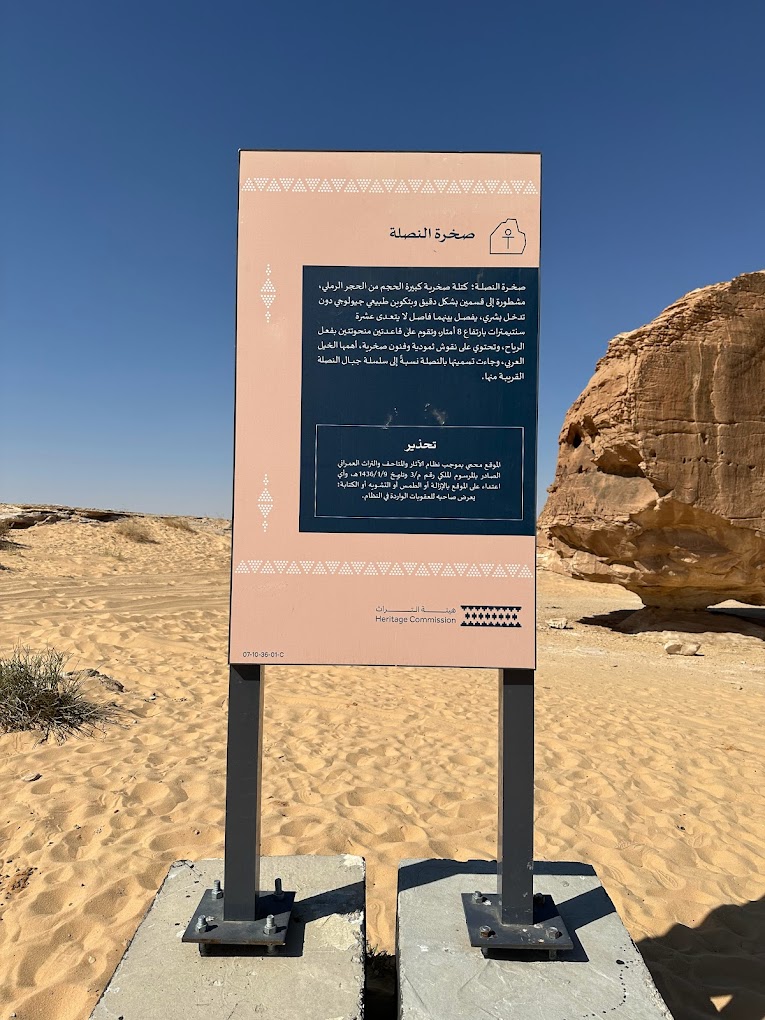 صخرة النصلة
صخرة النصلة: كتلة صخرية كبيرة الحجم من الحجر الرملي،
مشطورة إلى قسمين بشكل دقيق وبتكوين طبيعي جيولوجي دون
تدخل بشري، يفصل بينهما فاصل لا يتعدى عشرة
سنتيمترات بارتفاع 8 أمتار، وتقوم على قاعدتين منحوتتين بفعل
الرياح، وتحتوي على نقوش ثمودية وفنون صخرية، أهمها الخيل
العربي، وجاءت تسميتها بالنصلة نسبةً إلى سلسلة جبال النصلة
القريبة منها.
تحذير
الموقع محمي بموجب نظام الآثار والمتاحف والتراث العمراني
الصادر بالمرسوم الملكي رقم م/3 وتاريخ 1436/1/9هـ، وأي
اعتداء على الموقع بالإزالة أو الطمس أو التشويه أو الكتابة؛
يعرض صاحبه للعقوبات الواردة في النظام.
هيئة التراث
Heritage Commission
07-10-36-01-C